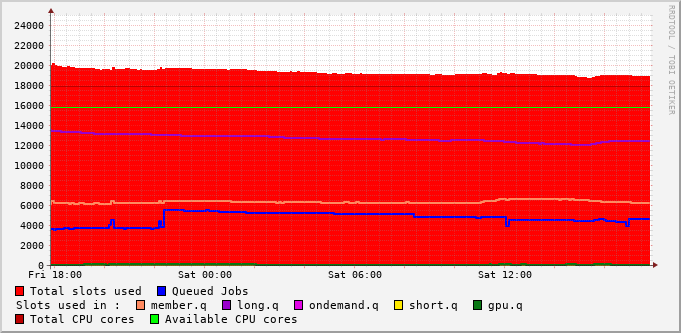 24000
22000
20000
18000
16000
14000
12000
10000
8000
6000
4000
2000
0
Fri 18:00 Sat 00:00 Sat 06:00 Sat 12:00
Total slots used Queued Jobs
Slots used in : member.q long.q ondemand.q short.q gpu.q
Total CPU cores Available CPU cores
RRDTOOL / TOBI OETIKER